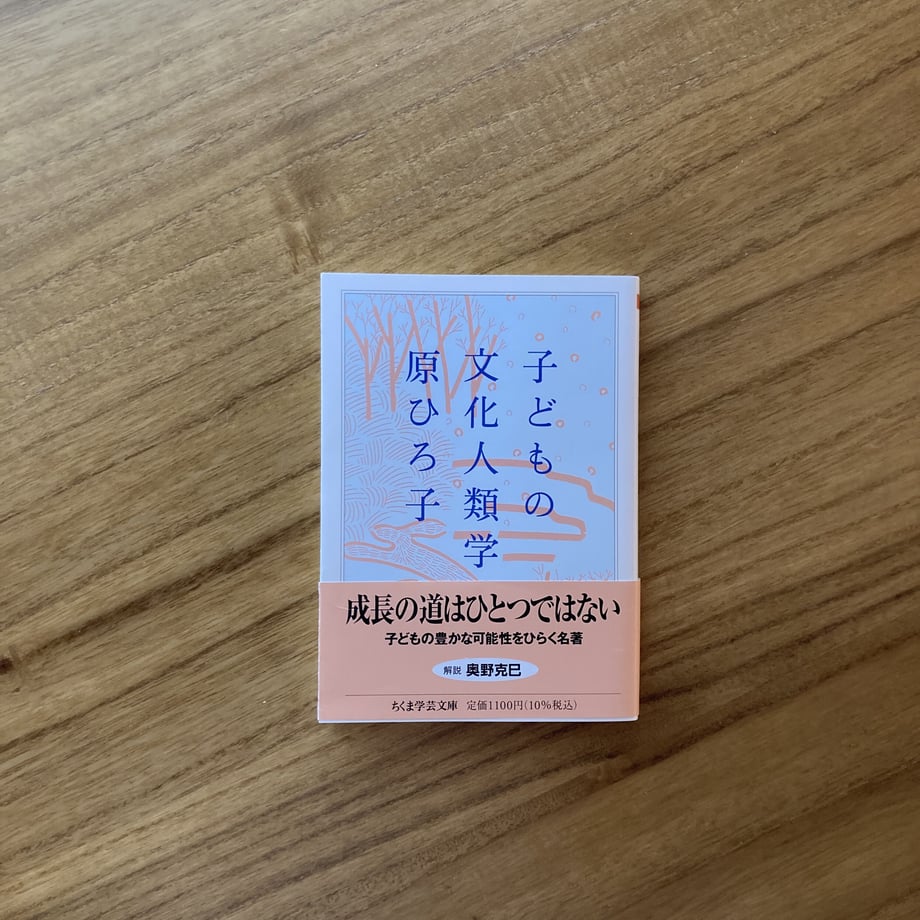 子どもの
文化人類学
原ひろ子
成長の道はひとつではない
子どもの豊かな可能性をひらく名著
解説 奥野克巳
ちくま学芸文庫 定価1100円(10%税込)